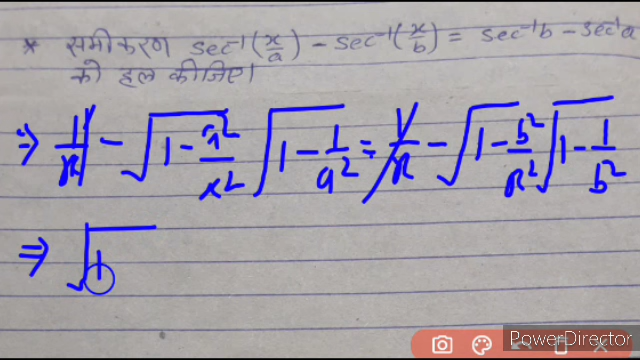 * समीकरण sec⁻¹(x/a) - sec⁻¹(x/b) = sec⁻¹b - sec⁻¹a
को हल कीजिए।
⇒ 1/x - √(1 - a²/x²) √(1 - 1/a²) = 1/x - √(1 - b²/x²) √(1 - 1/b²)
⇒ √1
PowerDirector